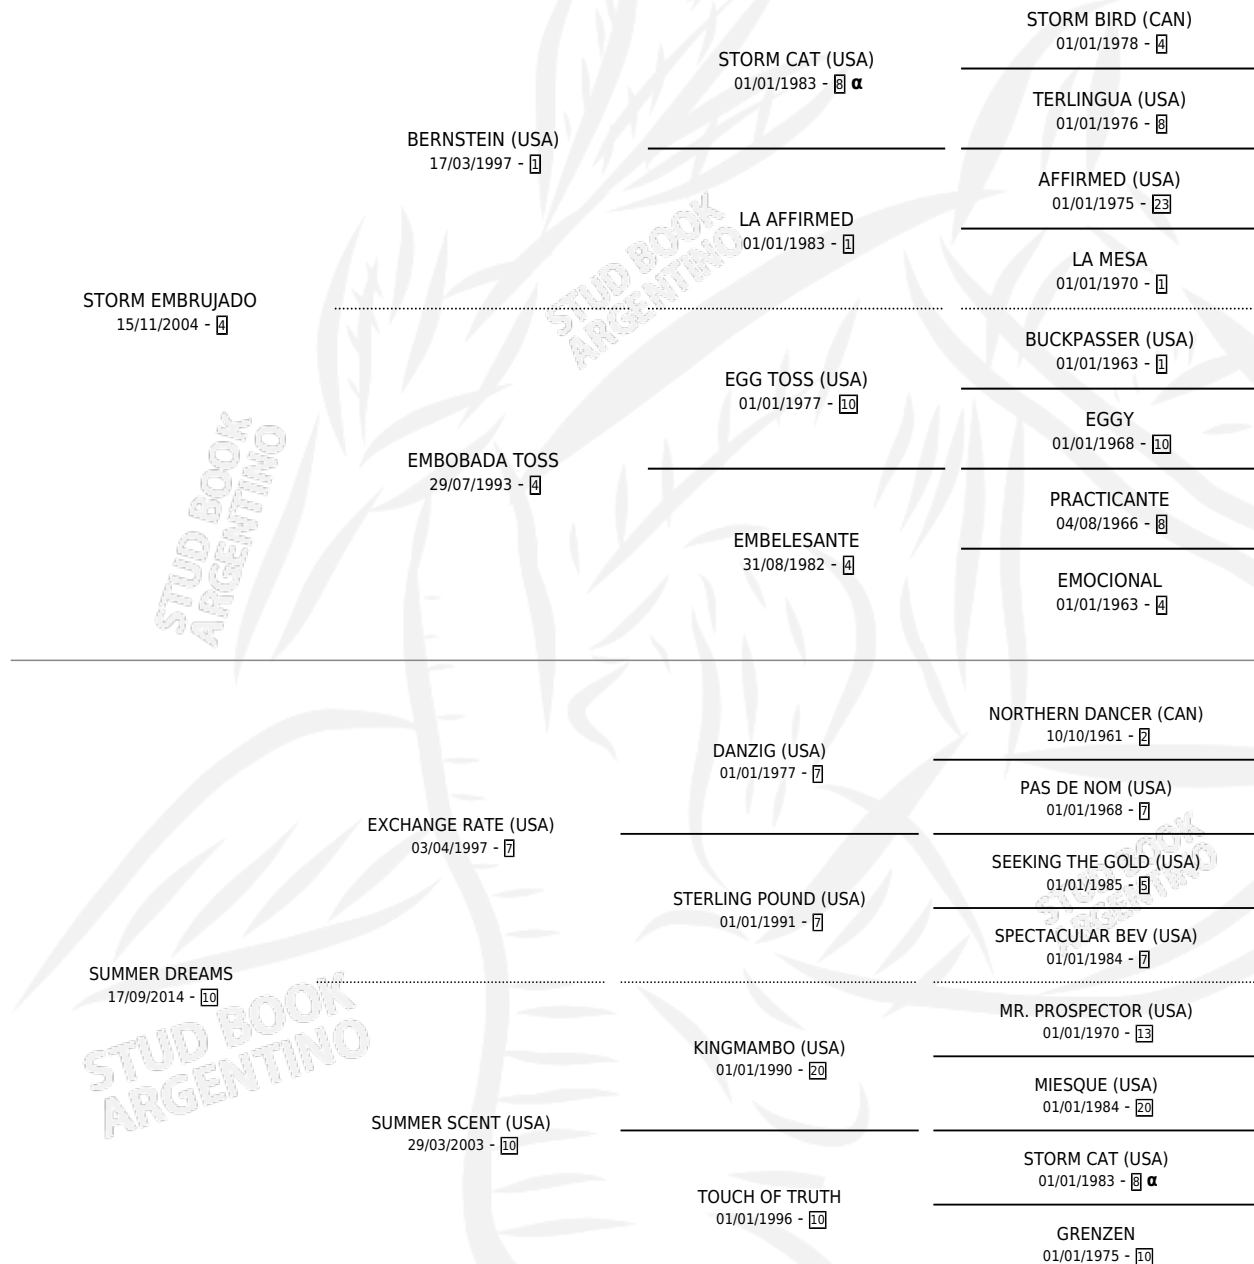 STORM BIRD (CAN)
01/01/1978 - 4
STORM CAT (USA)
01/01/1983 - 8 α
TERLINGUA (USA)
01/01/1976 - 8
BERNSTEIN (USA)
17/03/1997 - 1
AFFIRMED (USA)
01/01/1975 - 23
LA AFFIRMED
01/01/1983 - 1
LA MESA
01/01/1970 - 1
STORM EMBRUJADO
15/11/2004 - 4
BUCKPASSER (USA)
01/01/1963 - 1
EGG TOSS (USA)
01/01/1977 - 10
EGGY
01/01/1968 - 10
EMBOBADA TOSS
29/07/1993 - 4
PRACTICANTE
04/08/1966 - 8
EMBELESANTE
31/08/1982 - 4
EMOCIONAL
01/01/1963 - 4
NORTHERN DANCER (CAN)
10/10/1961 - 2
DANZIG (USA)
01/01/1977 - 7
PAS DE NOM (USA)
01/01/1968 - 7
EXCHANGE RATE (USA)
03/04/1997 - 7
SEEKING THE GOLD (USA)
01/01/1985 - 5
STERLING POUND (USA)
01/01/1991 - 7
SPECTACULAR BEV (USA)
01/01/1984 - 7
SUMMER DREAMS
17/09/2014 - 10
MR. PROSPECTOR (USA)
01/01/1970 - 13
KINGMAMBO (USA)
01/01/1990 - 20
MIESQUE (USA)
01/01/1984 - 20
SUMMER SCENT (USA)
29/03/2003 - 10
STORM CAT (USA)
01/01/1983 - 8 α
TOUCH OF TRUTH
01/01/1996 - 10
GRENZEN
01/01/1975 - 10
STUD BOOK
ARGENTINO
STUD BOOK
ARGENTINO
STUD BOOK
ARGENTINO
STUD BOOK
ARGENTINO